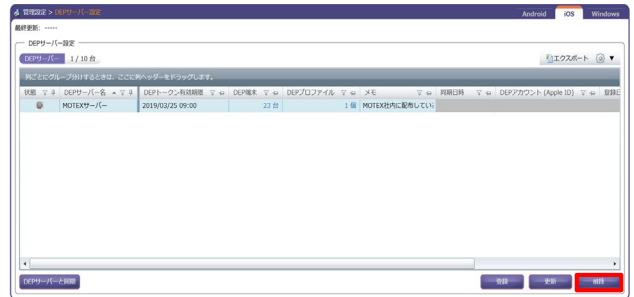 管理設定 > DEPサーバー設定
Android iOS Windows
最終更新: -----
DEPサーバー設定
DEPサーバー 1 / 10 台
エクスポート
列ごとにグループ分けするときは、ここに列ヘッダーをドラッグします。
状態 DEPサーバー名 DEPトークン有効期限 DEP端末 DEPプロファイル メモ 同期日時 DEPアカウント (Apple ID) 登録日
MOTEXサーバー 2019/03/25 09:00 23 台 1 個 MOTEX社内に配布してい
DEPサーバーと同期
登録 更新 削除